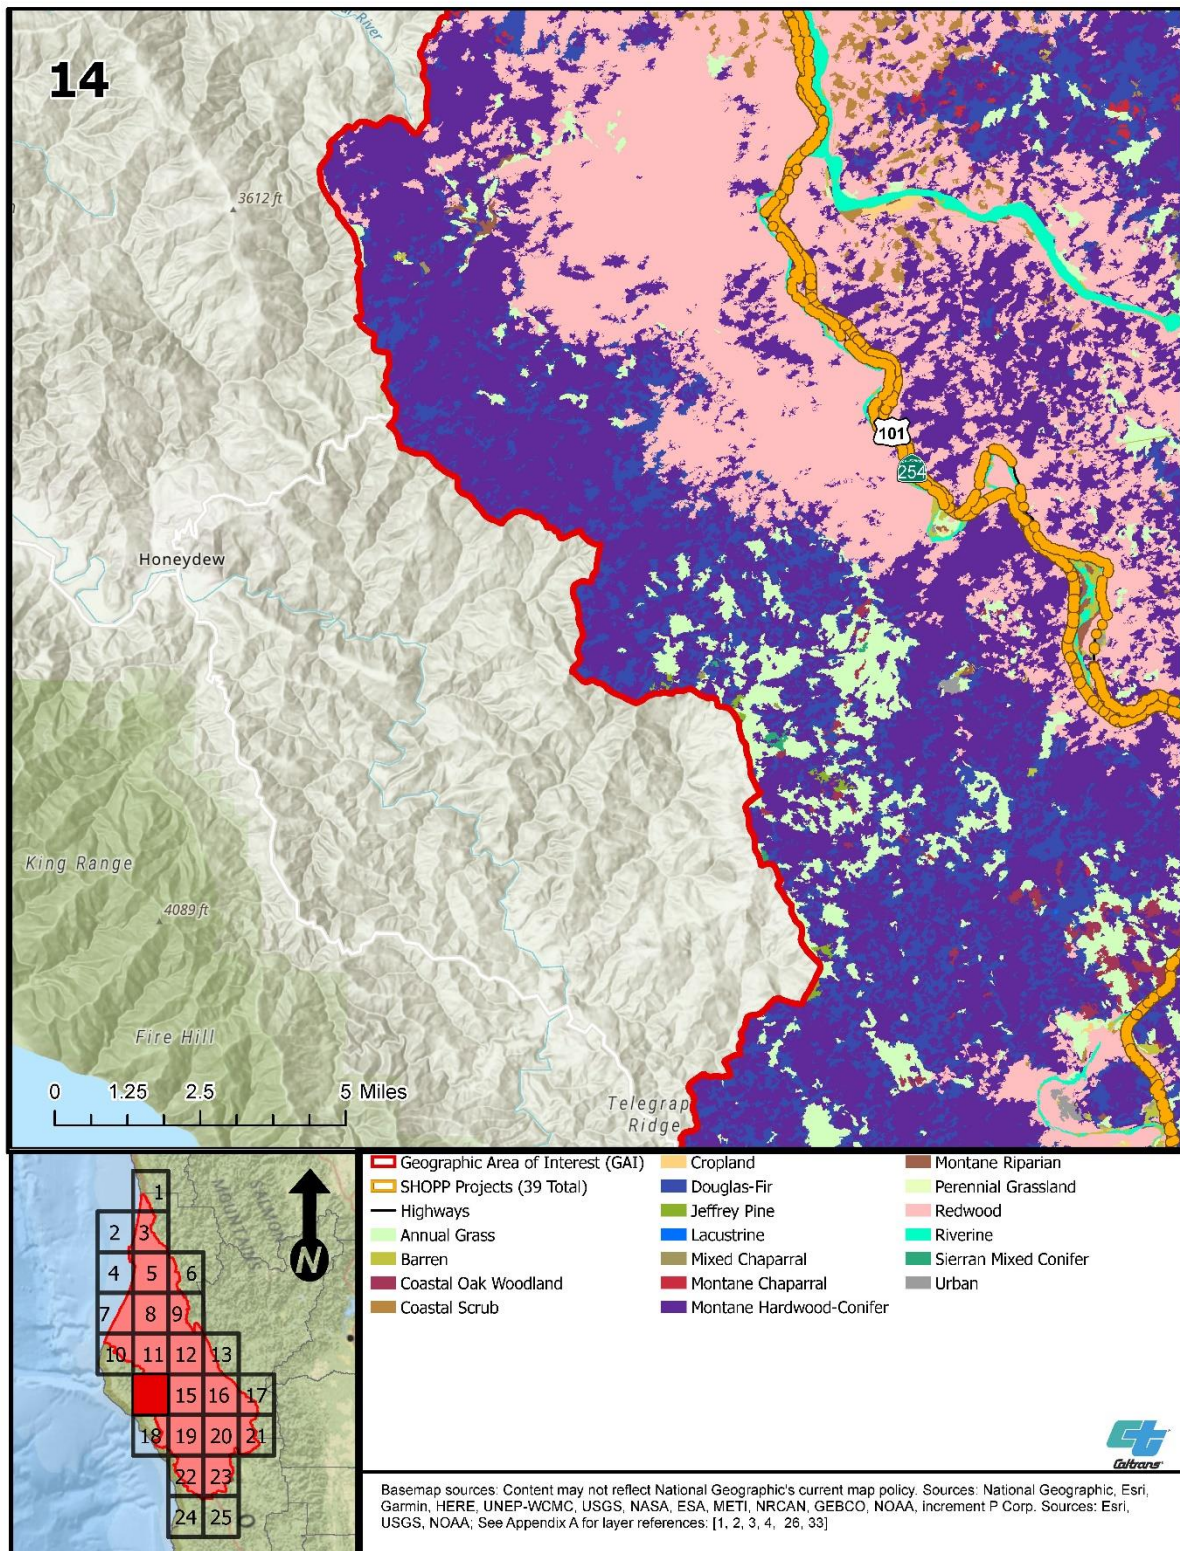 14
River
3612 ft
101
254
Honeydew
King Range
4089 ft
Fire Hill
0 1.25 2.5 5 Miles
Telegrap
Ridge
Geographic Area of Interest (GAI)
SHOPP Projects (39 Total)
Highways
Annual Grass
Barren
Coastal Oak Woodland
Coastal Scrub
Cropland
Douglas-Fir
Jeffrey Pine
Lacustrine
Mixed Chaparral
Montane Chaparral
Montane Hardwood-Conifer
Montane Riparian
Perennial Grassland
Redwood
Riverine
Sierran Mixed Conifer
Urban
SALMON
MOUNTAINS
N
1
2 3
4 5 6
7 8 9
10 11 12 13
15 16 17
18 19 20 21
22 23
24 25
ct
Caltrans
Basemap sources: Content may not reflect National Geographic's current map policy. Sources: National Geographic, Esri,
Garmin, HERE, UNEP-WCMC, USGS, NASA, ESA, METI, NRCAN, GEBCO, NOAA, increment P Corp. Sources: Esri,
USGS, NOAA; See Appendix A for layer references: [1, 2, 3, 4, 26, 33]